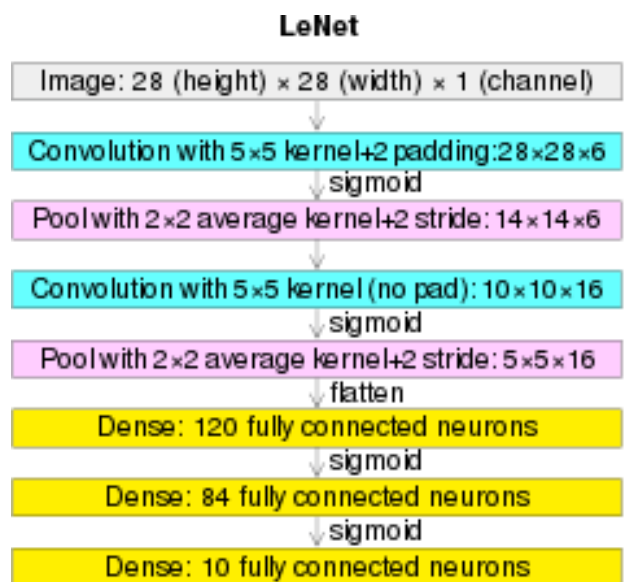 LeNet
Image: 28 (height) × 28 (width) × 1 (channel)
Convolution with 5×5 kernel+2 padding:28×28×6
sigmoid
Pool with 2×2 average kernel+2 stride: 14×14×6
Convolution with 5×5 kernel (no pad): 10×10×16
sigmoid
Pool with 2×2 average kernel+2 stride: 5×5×16
flatten
Dense: 120 fully connected neurons
sigmoid
Dense: 84 fully connected neurons
sigmoid
Dense: 10 fully connected neurons